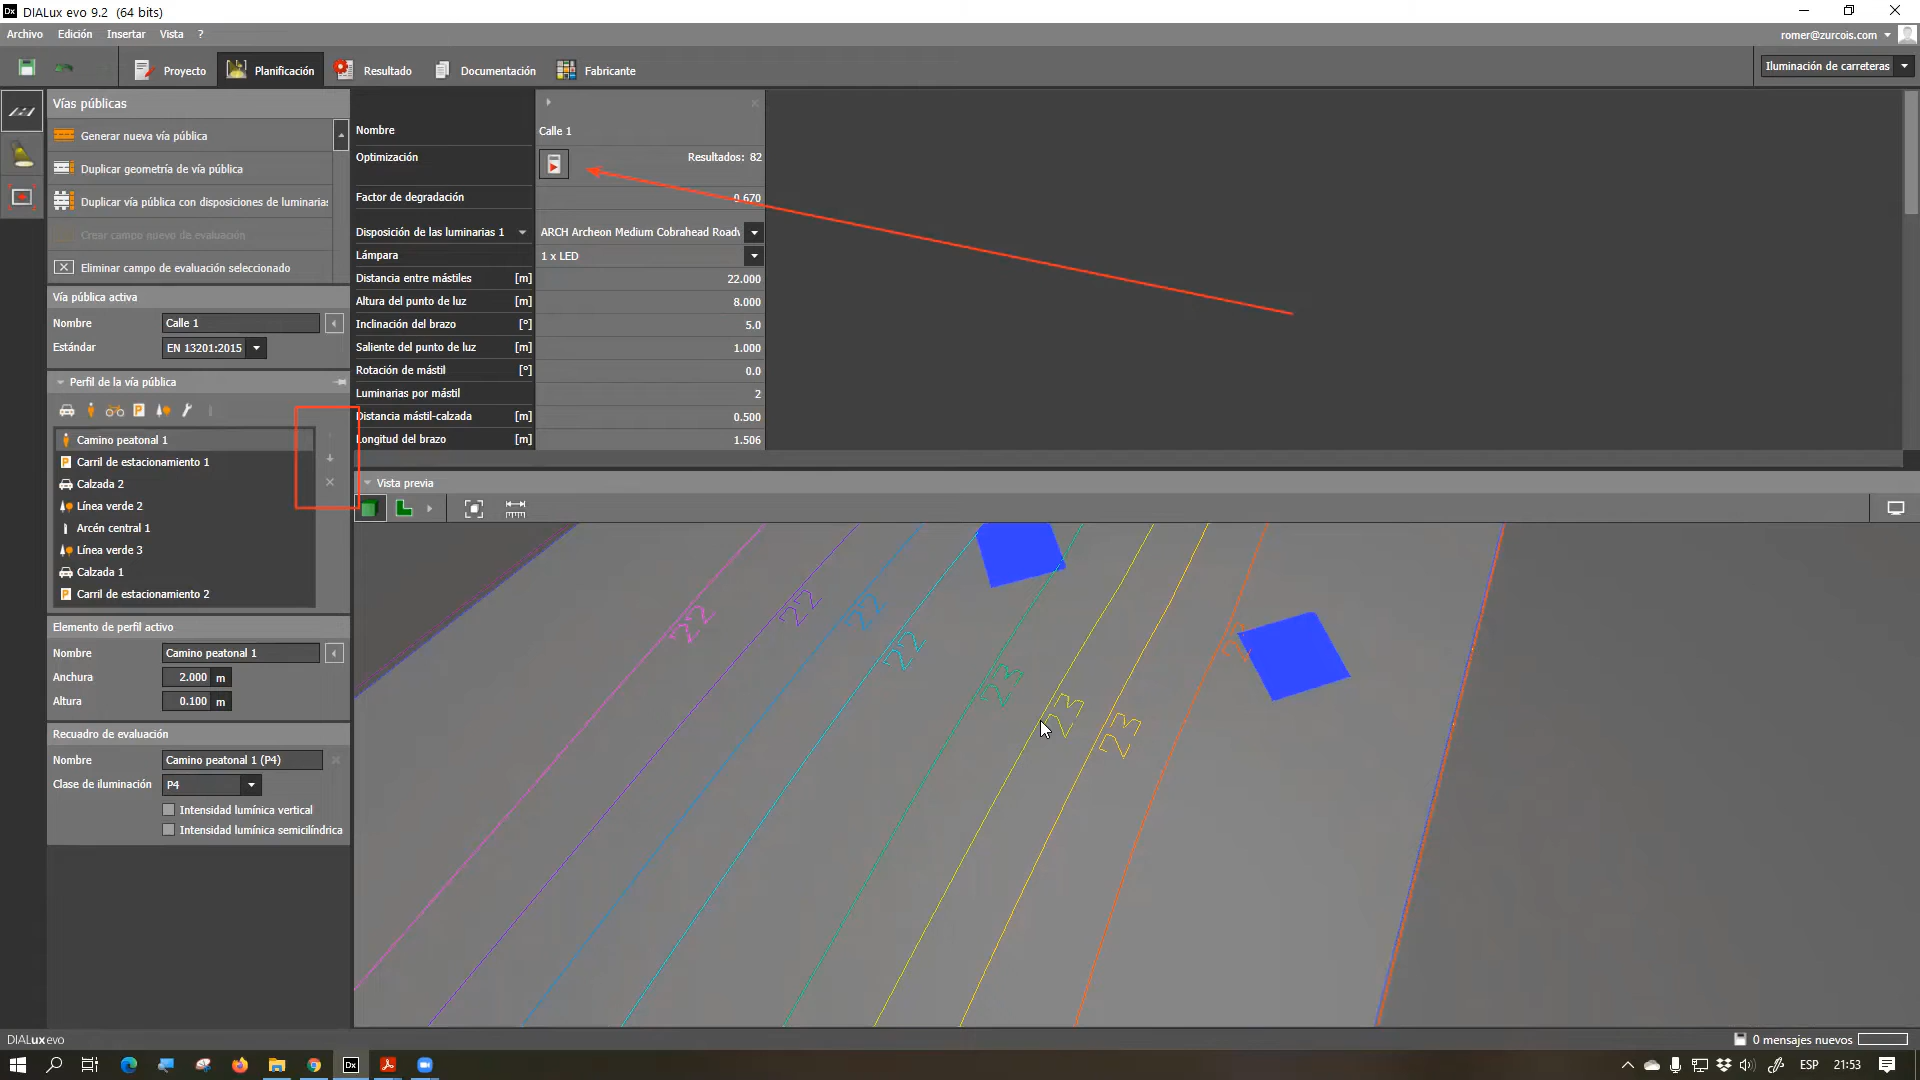 DIALux evo 9.2 (64 bits)
Archivo Edición Insertar Vista ?
romer@zurcois.com
Proyecto Planificación Resultado Documentación Fabricante
Iluminación de carreteras
Vías públicas
Generar nueva vía pública
Duplicar geometría de vía pública
Duplicar vía pública con disposiciones de luminarias
Crear campo nuevo de evaluación
Eliminar campo de evaluación seleccionado
Vía pública activa
Nombre Calle 1
Estándar EN 13201:2015
Perfil de la vía pública
Camino peatonal 1
Carril de estacionamiento 1
Calzada 2
Línea verde 2
Arcén central 1
Línea verde 3
Calzada 1
Carril de estacionamiento 2
Elemento de perfil activo
Nombre Camino peatonal 1
Anchura 2.000 m
Altura 0.100 m
Recuadro de evaluación
Nombre Camino peatonal 1 (P4)
Clase de iluminación P4
Intensidad lumínica vertical
Intensidad lumínica semicilíndrica
Nombre Calle 1
Optimización Resultados: 82
Factor de degradación 0.670
Disposición de las luminarias 1 ARCH Archeon Medium Cobrahead Roadw
Lámpara 1 x LED
Distancia entre mástiles [m] 22.000
Altura del punto de luz [m] 8.000
Inclinación del brazo [°] 5.0
Saliente del punto de luz [m] 1.000
Rotación de mástil [°] 0.0
Luminarias por mástil 2
Distancia mástil-calzada [m] 0.500
Longitud del brazo [m] 1.506
Vista previa
22 22 22 22 23 23 23
DIALux evo
0 mensajes nuevos
ESP 21:53